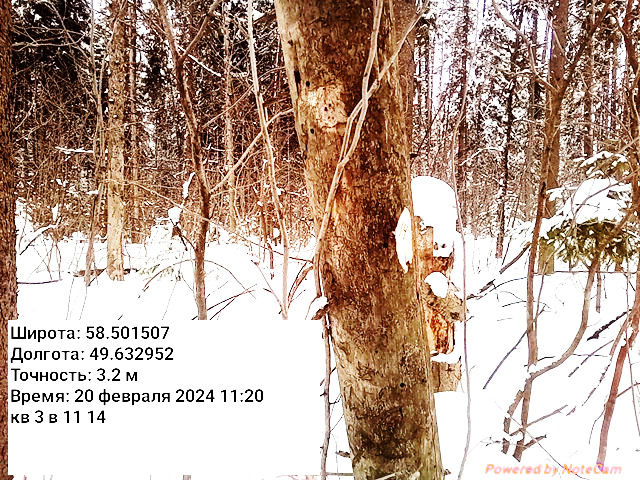 Широта: 58.501507
Долгота: 49.632952
Точность: 3.2 м
Время: 20 февраля 2024 11:20
кв 3 в 11 14
Powered by NoteCam